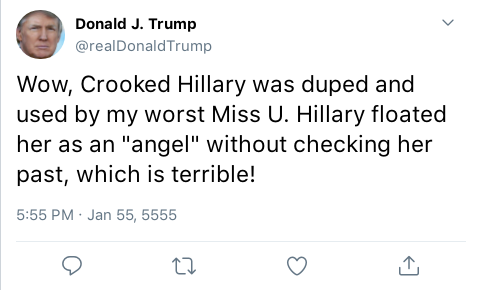 Donald J. Trump
@realDonaldTrump
Wow, Crooked Hillary was duped and
used by my worst Miss U. Hillary floated
her as an "angel" without checking her
past, which is terrible!
5:55 PM · Jan 55, 5555